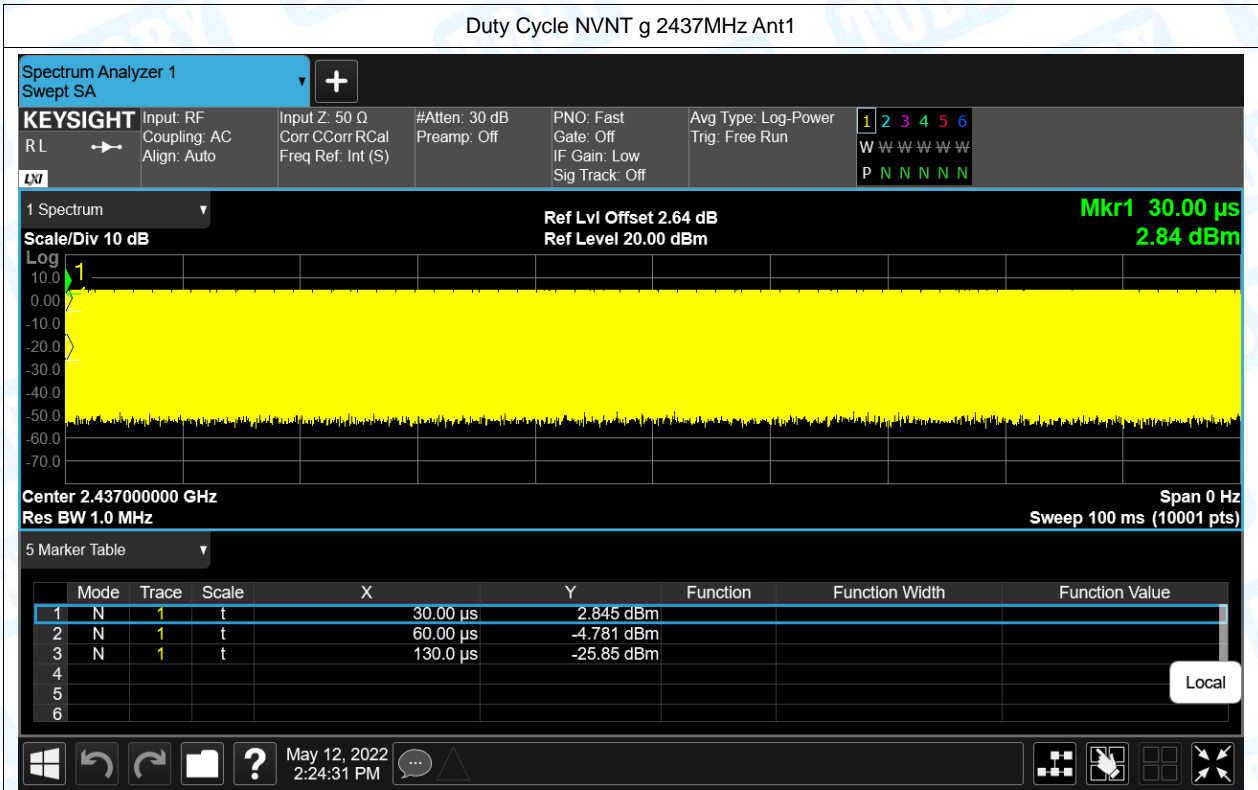 Duty Cycle NVNT g 2437MHz Ant1
Spectrum Analyzer 1
Swept SA
KEYSIGHT
RL
LXI
Input: RF
Coupling: AC
Align: Auto
Input Z: 50 Ω
Corr CCorr RCal
Freq Ref: Int (S)
#Atten: 30 dB
Preamp: Off
PNO: Fast
Gate: Off
IF Gain: Low
Sig Track: Off
Avg Type: Log-Power
Trig: Free Run
1 2 3 4 5 6
W W W W W W
P N N N N N
1 Spectrum
Scale/Div 10 dB
Ref Lvl Offset 2.64 dB
Ref Level 20.00 dBm
Mkr1 30.00 µs
2.84 dBm
Log
1
10.0
0.00
-10.0
-20.0
-30.0
-40.0
-50.0
-60.0
-70.0
Center 2.437000000 GHz
Res BW 1.0 MHz
Span 0 Hz
Sweep 100 ms (10001 pts)
5 Marker Table
Mode Trace Scale X Y Function Function Width Function Value
1 N 1 t 30.00 µs 2.845 dBm
2 N 1 t 60.00 µs -4.781 dBm
3 N 1 t 130.0 µs -25.85 dBm
4
5
6
Local
?
May 12, 2022
2:24:31 PM